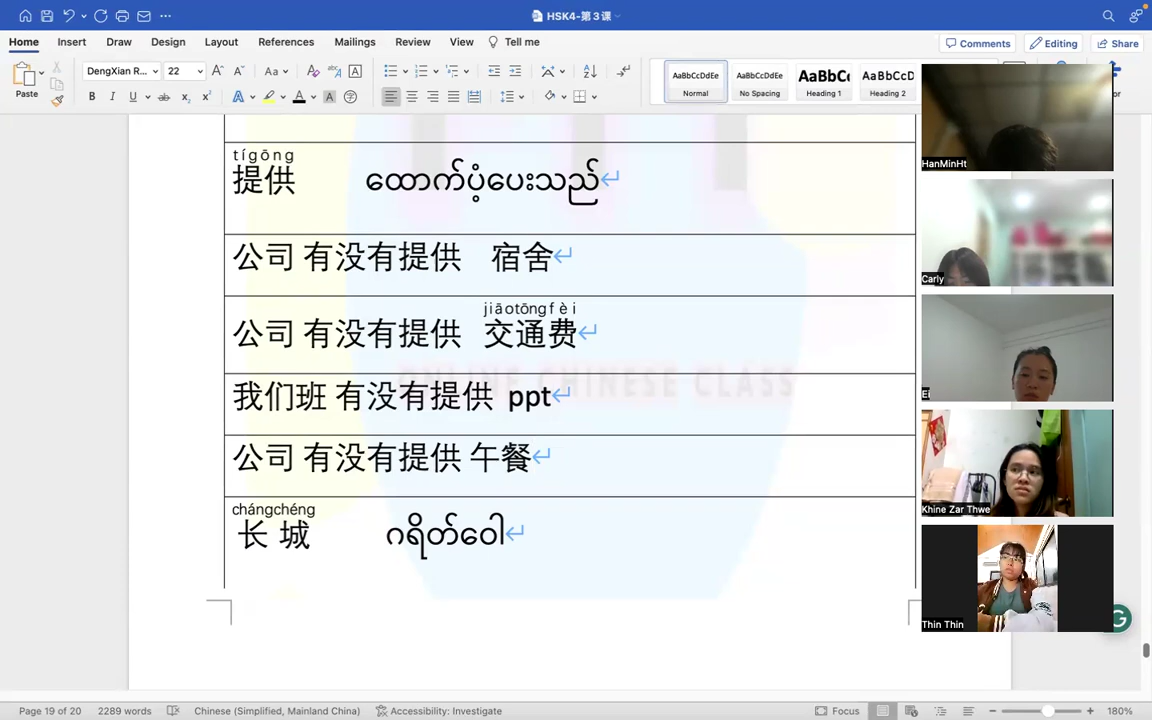 HSK4-第3课
Home Insert Draw Design Layout References Mailings Review View Tell me
Comments Editing Share
Paste
DengXian R... 22
Normal
No Spacing
Heading 1
Heading 2
tígōng
提供 ထောက်ပံ့ပေးသည်
公司 有没有提供 宿舍
jiāotōngfèi
公司 有没有提供 交通费
我们班 有没有提供 ppt
公司 有没有提供 午餐
chángchéng
长 城 ဂရိတ်ဝေါ
ONLINE CHINESE CLASS
HanMinHt
Carly
Ei
Khine Zar Thwe
Thin Thin
Page 19 of 20 2289 words Chinese (Simplified, Mainland China) Accessibility: Investigate Focus 180%